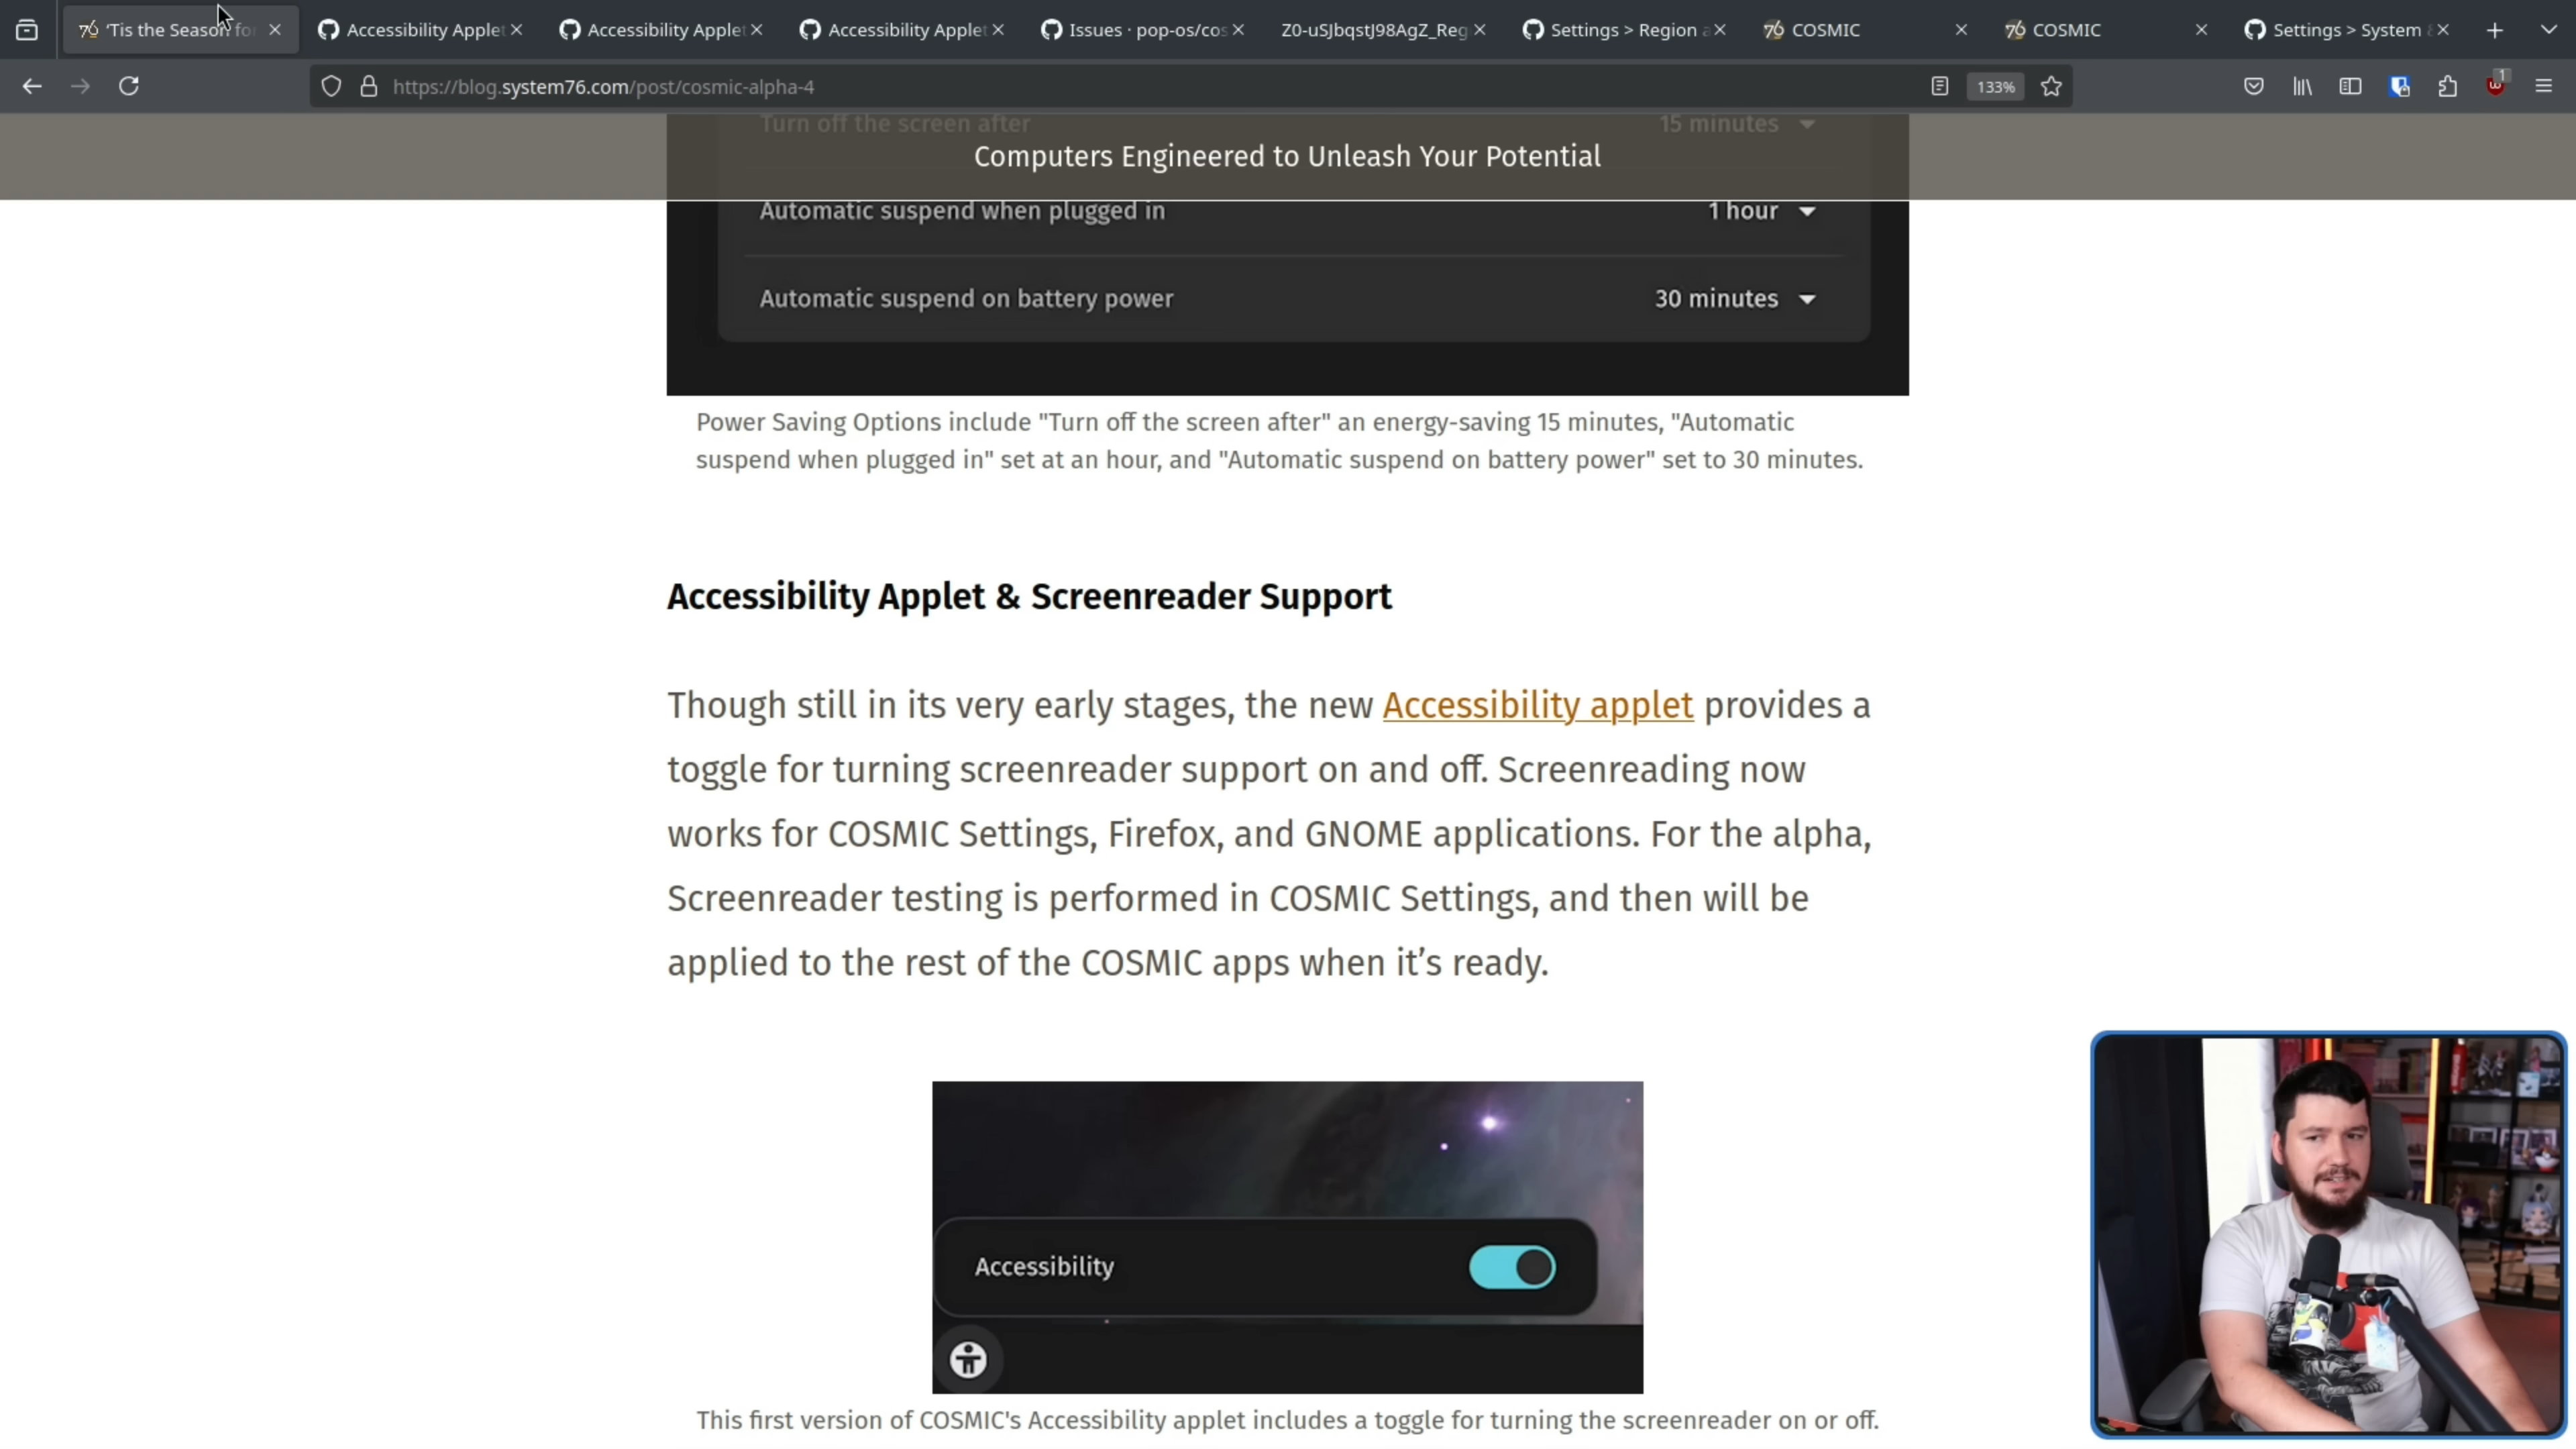 'Tis the Season for
Accessibility Applet
Accessibility Applet
Accessibility Applet
Issues · pop-os/cos
Z0-uSJbqstJ98AgZ_Reg
Settings > Region a
COSMIC
COSMIC
Settings > System &
https://blog.system76.com/post/cosmic-alpha-4
133%
1
Turn off the screen after 15 minutes
Computers Engineered to Unleash Your Potential
Automatic suspend when plugged in 1 hour
Automatic suspend on battery power 30 minutes
Power Saving Options include "Turn off the screen after" an energy-saving 15 minutes, "Automatic
suspend when plugged in" set at an hour, and "Automatic suspend on battery power" set to 30 minutes.
Accessibility Applet & Screenreader Support
Though still in its very early stages, the new Accessibility applet provides a
toggle for turning screenreader support on and off. Screenreading now
works for COSMIC Settings, Firefox, and GNOME applications. For the alpha,
Screenreader testing is performed in COSMIC Settings, and then will be
applied to the rest of the COSMIC apps when it’s ready.
Accessibility
This first version of COSMIC's Accessibility applet includes a toggle for turning the screenreader on or off.